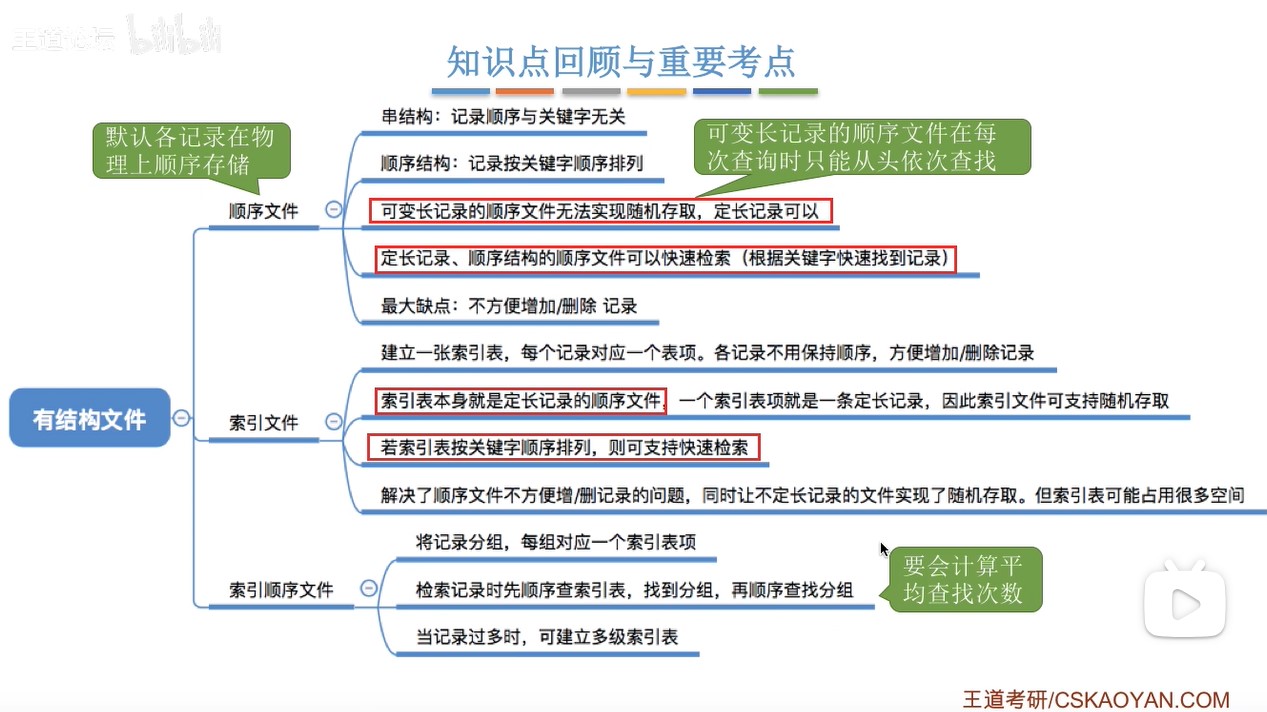 王道论坛 bilibili
知识点回顾与重要考点
默认各记录在物
理上顺序存储
可变长记录的顺序文件在每
次查询时只能从头依次查找
有结构文件
顺序文件
串结构：记录顺序与关键字无关
顺序结构：记录按关键字顺序排列
可变长记录的顺序文件无法实现随机存取，定长记录可以
定长记录、顺序结构的顺序文件可以快速检索（根据关键字快速找到记录）
最大缺点：不方便增加/删除 记录
索引文件
建立一张索引表，每个记录对应一个表项。各记录不用保持顺序，方便增加/删除记录
索引表本身就是定长记录的顺序文件，一个索引表项就是一条定长记录，因此索引文件可支持随机存取
若索引表按关键字顺序排列，则可支持快速检索
解决了顺序文件不方便增/删记录的问题，同时让不定长记录的文件实现了随机存取。但索引表可能占用很多空间
索引顺序文件
将记录分组，每组对应一个索引表项
检索记录时先顺序查索引表，找到分组，再顺序查找分组
当记录过多时，可建立多级索引表
要会计算平
均查找次数
王道考研/CSKAOYAN.COM